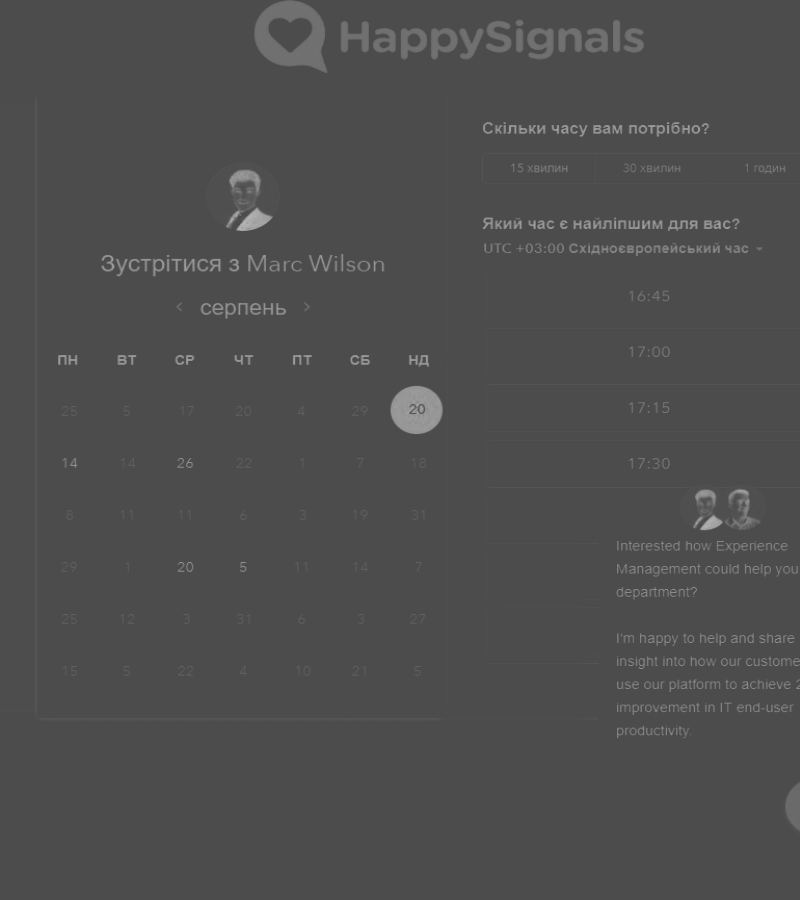 HappySignals
Зустрітися з Marc Wilson
серпень
ПН ВТ СР ЧТ ПТ СБ НД
25 5 17 20 4 29 20
14 14 26 22 1 7 18
8 11 11 6 3 19 31
29 1 20 5 11 14 7
25 12 3 31 6 3 27
15 5 22 4 10 21 5
Скільки часу вам потрібно?
15 хвилин 30 хвилин 1 годин
Який час є найліпшим для вас?
UTC +03:00 Східноєвропейський час
16:45
17:00
17:15
17:30
Interested how Experience
Management could help you
department?
I'm happy to help and share
insight into how our custome
use our platform to achieve 2
improvement in IT end-user
productivity.